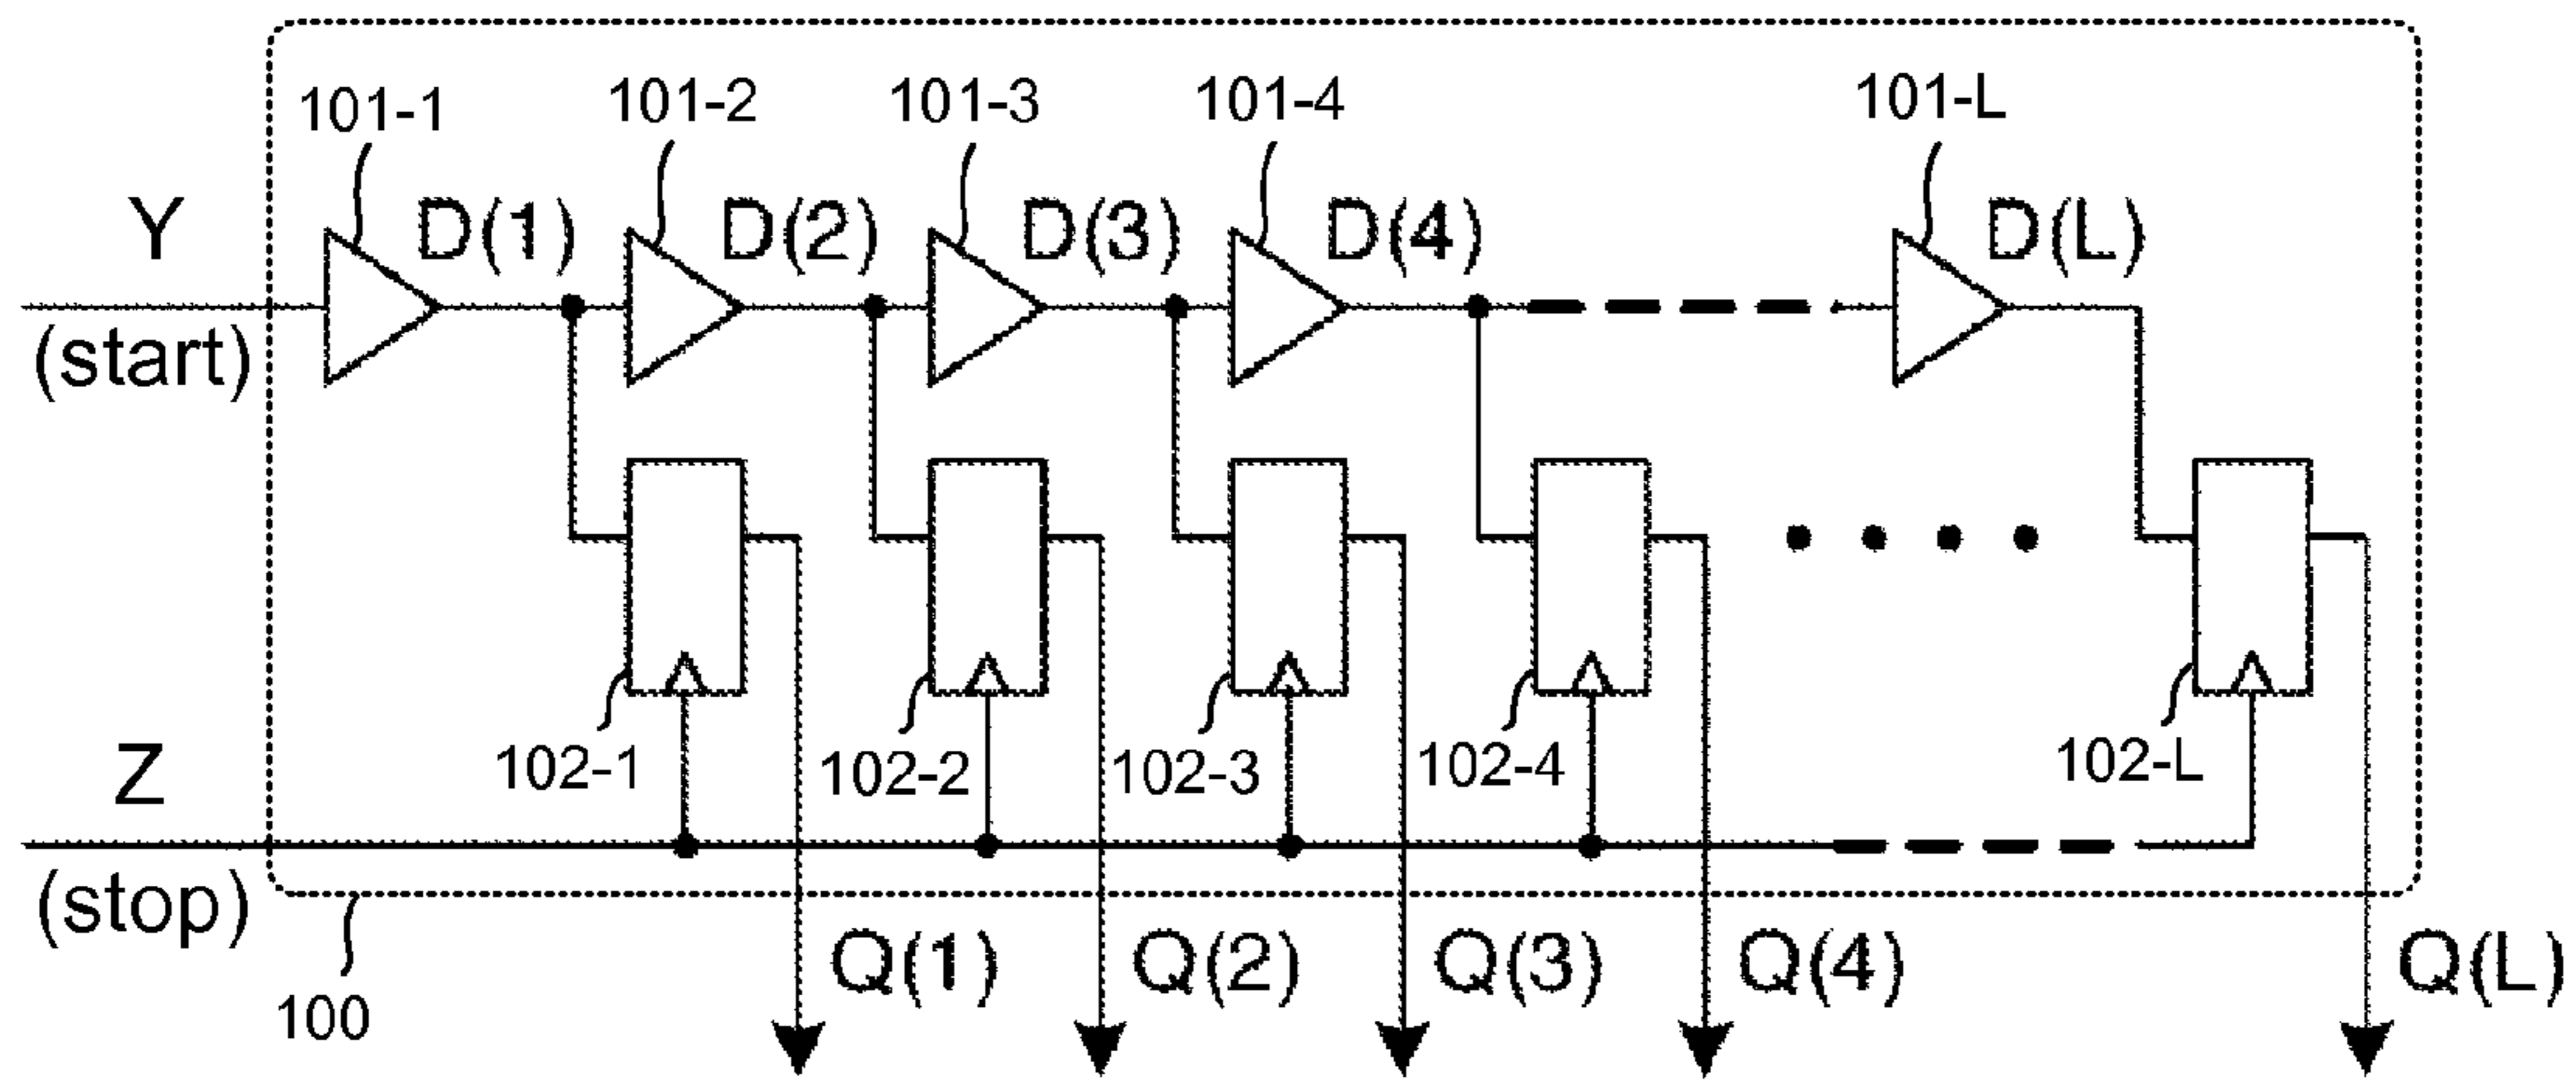 101-1 101-2 101-3 101-4 101-L
Y D(1) D(2) D(3) D(4) D(L)
(start)
102-1 102-2 102-3 102-4 102-L
Z
(stop)
Q(1) Q(2) Q(3) Q(4) Q(L)
100